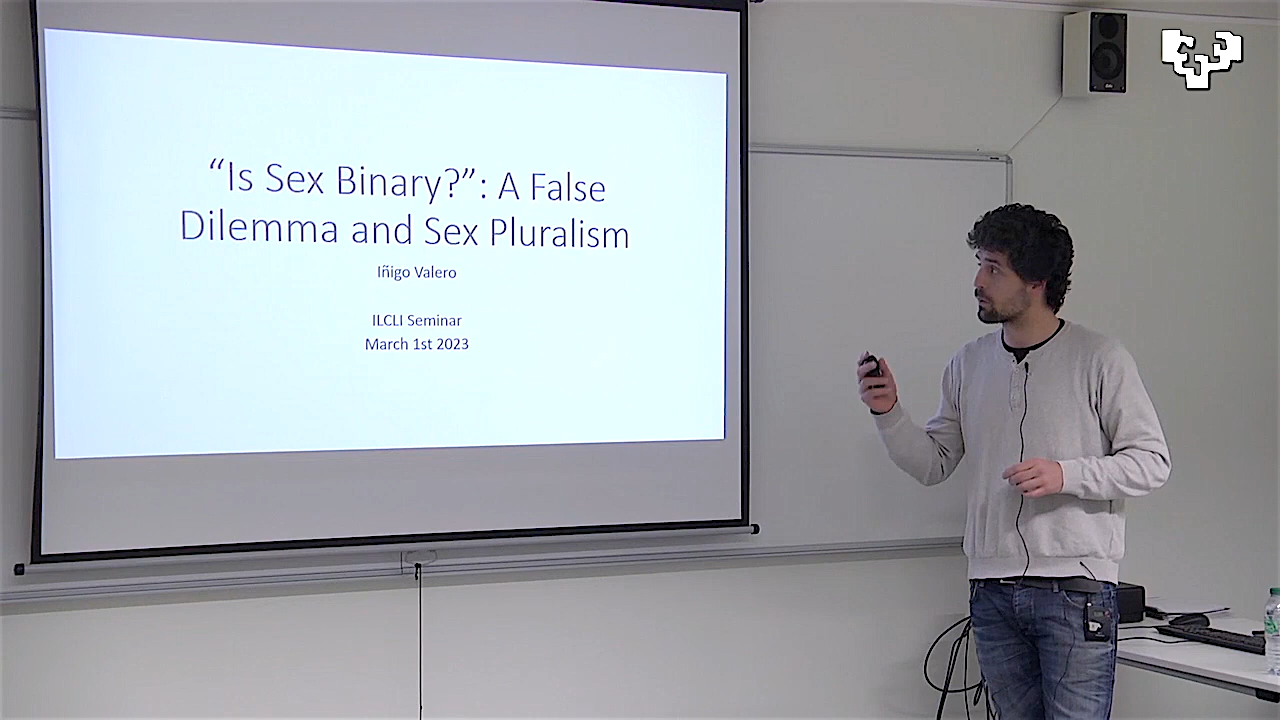 “Is Sex Binary?”: A False
Dilemma and Sex Pluralism
Iñigo Valero
ILCLI Seminar
March 1st 2023